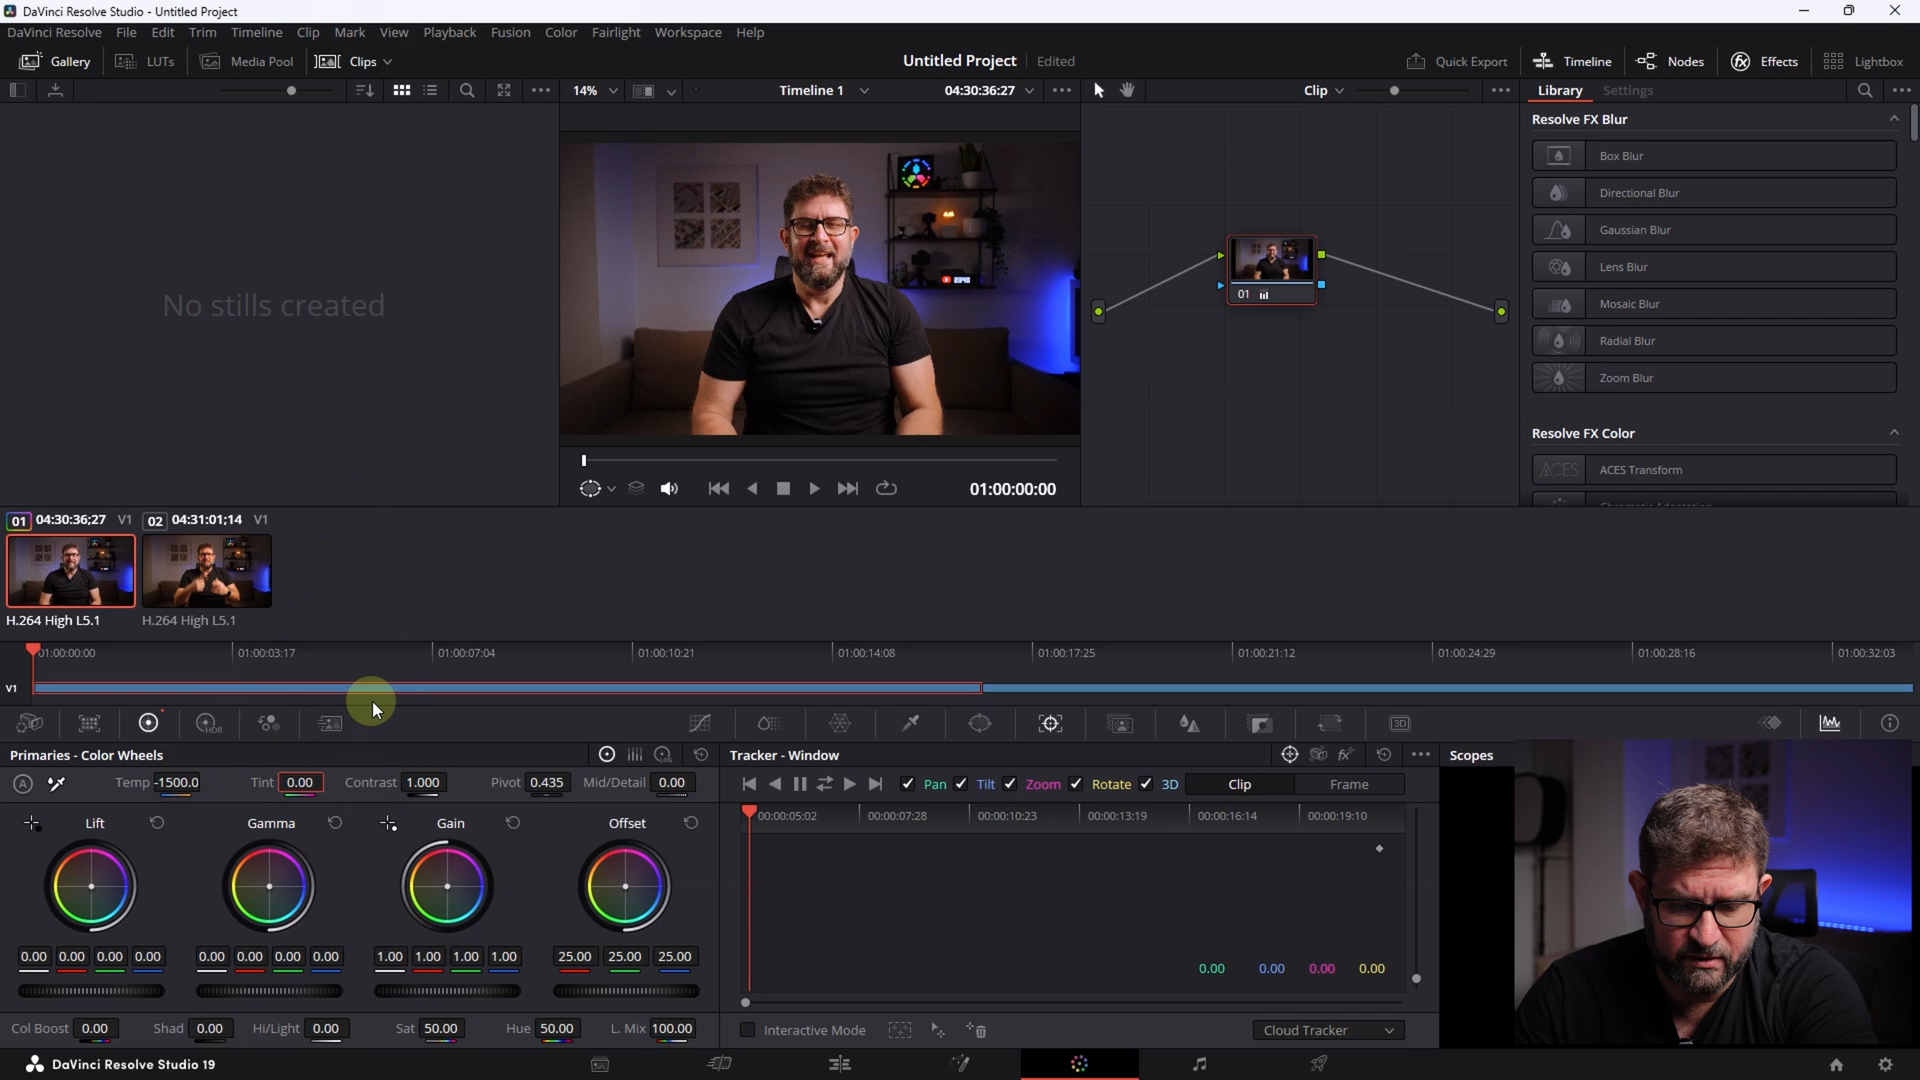 DaVinci Resolve Studio - Untitled Project
DaVinci Resolve File Edit Trim Timeline Clip Mark View Playback Fusion Color Fairlight Workspace Help
Gallery LUTs Media Pool Clips Untitled Project Edited Quick Export Timeline Nodes Effects Lightbox
14% Timeline 1 04:30:36:27 Clip Library Settings
Resolve FX Blur
Box Blur
Directional Blur
Gaussian Blur
Lens Blur
Mosaic Blur
Radial Blur
Zoom Blur
Resolve FX Color
ACES ACES Transform
Chromatic Adaptation
No stills created
01
01:00:00:00
01 04:30:36;27 V1 02 04:31:01;14 V1
H.264 High L5.1 H.264 High L5.1
01:00:00:00 01:00:03:17 01:00:07:04 01:00:10:21 01:00:14:08 01:00:17:25 01:00:21:12 01:00:24:29 01:00:28:16 01:00:32:03
V1
HDR 3D
Primaries - Color Wheels LOG Tracker - Window Scopes
A Temp -1500.0 Tint 0.00 Contrast 1.000 Pivot 0.435 Mid/Detail 0.00 Pan Tilt Zoom Rotate 3D Clip Frame
Lift Gamma Gain Offset
00:00:05:02 00:00:07:28 00:00:10:23 00:00:13:19 00:00:16:14 00:00:19:10
0.00 0.00 0.00 0.00 0.00 0.00 0.00 0.00 1.00 1.00 1.00 1.00 25.00 25.00 25.00
0.00 0.00 0.00 0.00
Col Boost 0.00 Shad 0.00 Hi/Light 0.00 Sat 50.00 Hue 50.00 L. Mix 100.00
Interactive Mode Cloud Tracker
DaVinci Resolve Studio 19